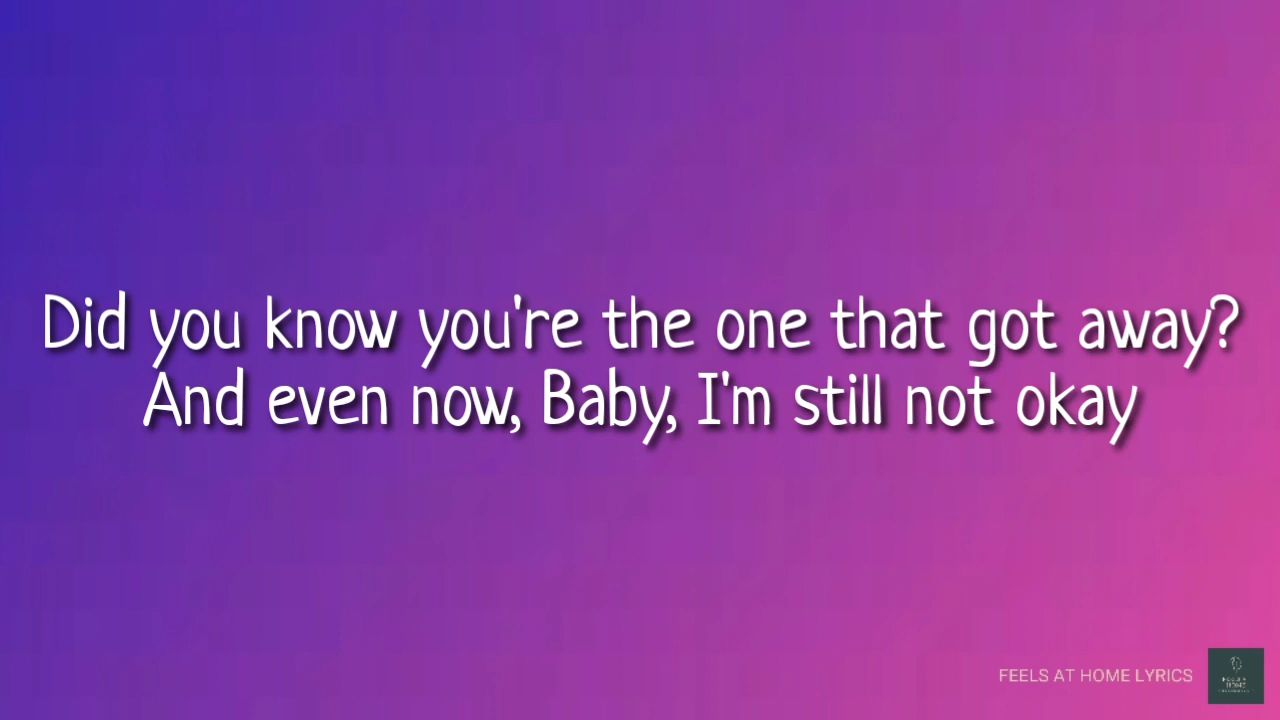 Did you know you're the one that got away?
And even now, Baby, I'm still not okay
FEELS AT HOME LYRICS